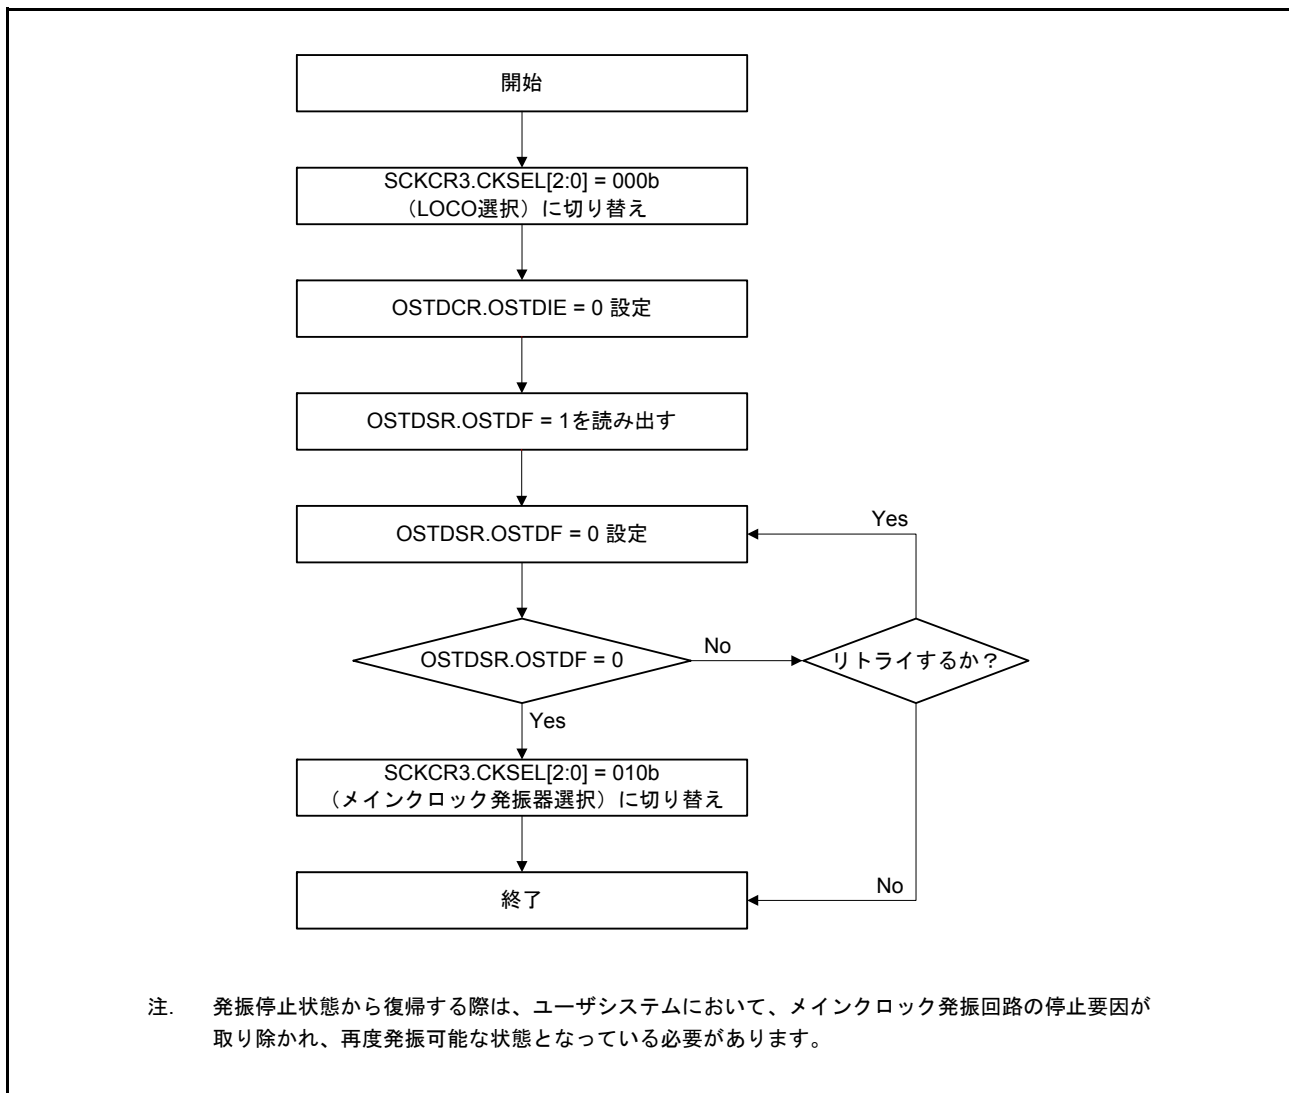 開始
SCKCR3.CKSEL[2:0] = 000b
（LOCO選択）に切り替え
OSTDCR.OSTDIE = 0 設定
OSTDSR.OSTDF = 1を読み出す
OSTDSR.OSTDF = 0 設定
Yes
OSTDSR.OSTDF = 0
No
リトライするか？
Yes
SCKCR3.CKSEL[2:0] = 010b
（メインクロック発振器選択）に切り替え
No
終了
注. 発振停止状態から復帰する際は、ユーザシステムにおいて、メインクロック発振回路の停止要因が
取り除かれ、再度発振可能な状態となっている必要があります。